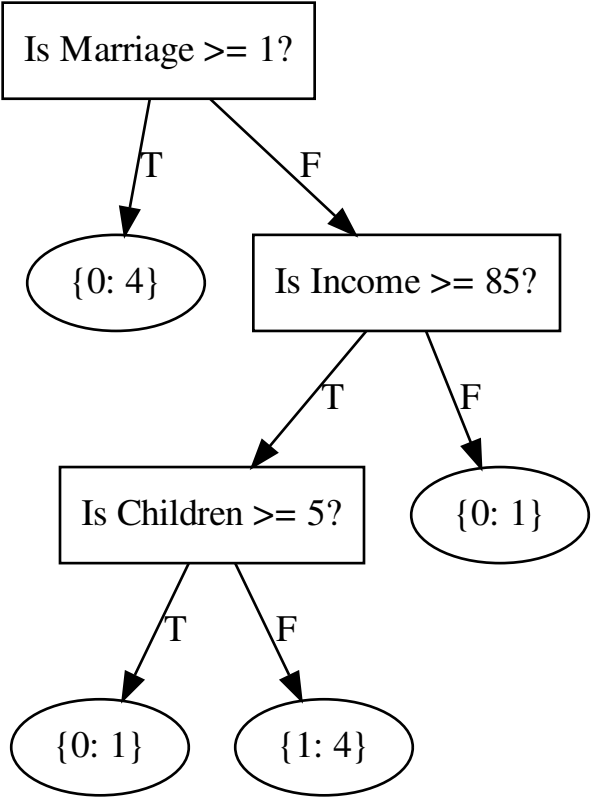 Is Marriage >= 1?
T
F
{0: 4}
Is Income >= 85?
T
F
Is Children >= 5?
{0: 1}
T
F
{0: 1}
{1: 4}